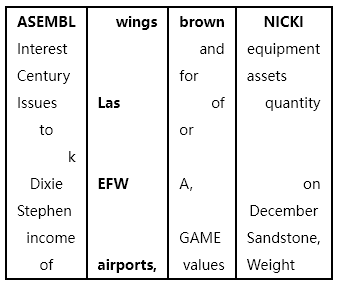 ASEMBL wings brown NICKI
Interest and equipment
Century for assets
Issues Las of quantity
to or
k
Dixie EFW A, on
Stephen December
income GAME Sandstone,
of airports, values Weight